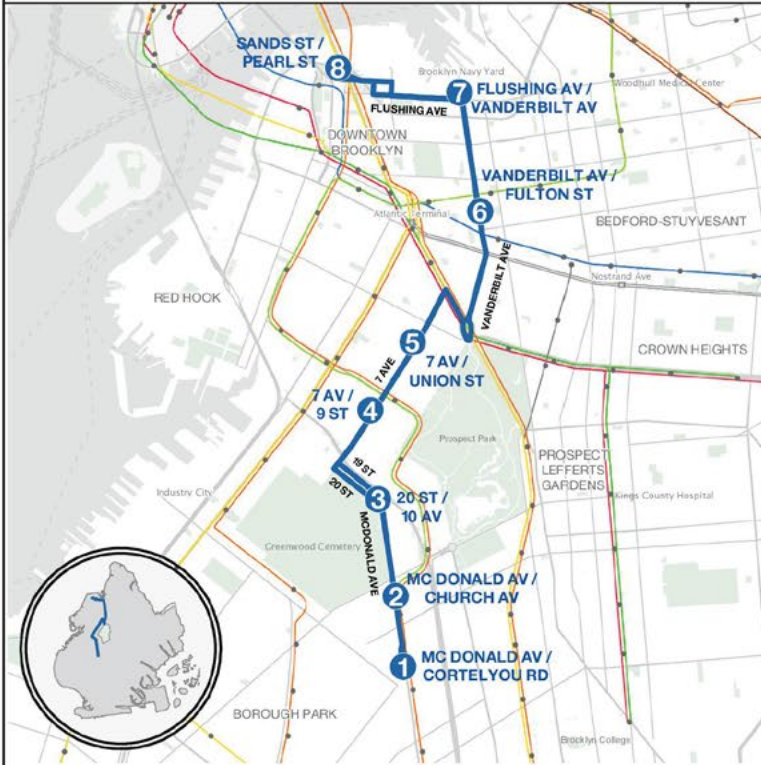 SANDS ST /
PEARL ST
8
Brooklyn Navy Yard
7
FLUSHING AV /
VANDERBILT AV
Woodhull Medical Center
FLUSHING AVE
DOWNTOWN
BROOKLYN
VANDERBILT AV /
FULTON ST
6
Atlantic Terminal
BEDFORD-STUYVESANT
VANDERBILT AVE
Nostrand Ave
RED HOOK
5
7 AV /
UNION ST
CROWN HEIGHTS
7 AVE
7 AV /
9 ST
4
Prospect Park
19 ST
20 ST
PROSPECT
LEFFERTS
GARDENS
Industry City
3
20 ST /
10 AV
Kings County Hospital
MCDONALD AVE
Greenwood Cemetery
2
MC DONALD AV /
CHURCH AV
1
MC DONALD AV /
CORTELYOU RD
BOROUGH PARK
Brooklyn College